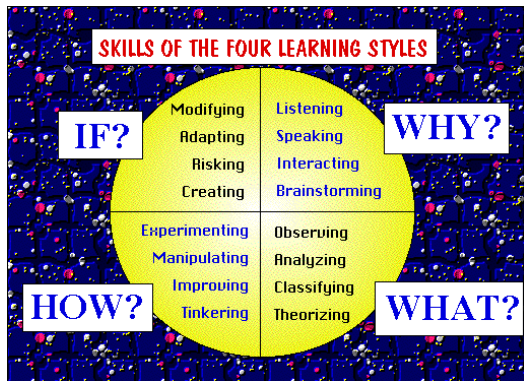 SKILLS OF THE FOUR LEARNING STYLES
IF?
Modifying
Adapting
Risking
Creating
WHY?
Listening
Speaking
Interacting
Brainstorming
HOW?
Experimenting
Manipulating
Improving
Tinkering
WHAT?
Observing
Analyzing
Classifying
Theorizing